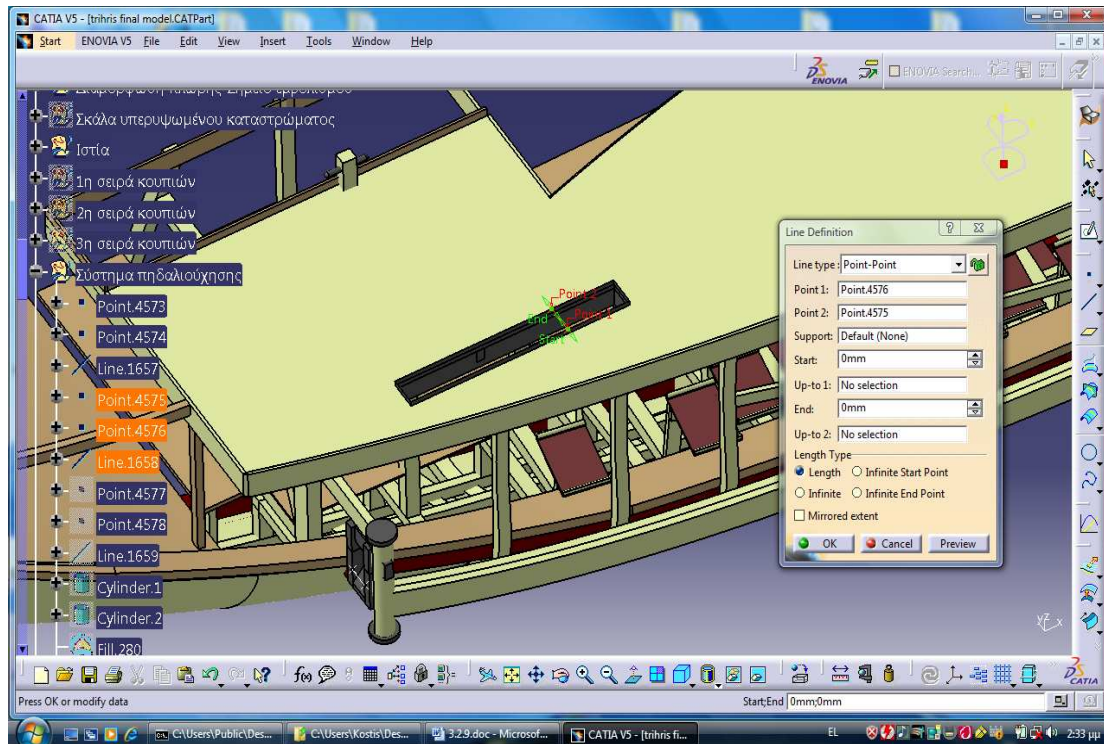 CATIA V5 - [trihris final model.CATPart]
Start ENOVIA V5 File Edit View Insert Tools Window Help
ENOVIA
ENOVIA Search...
Σκάλα υπερυψωμένου καταστρώματος
Ιστία
1η σειρά κουπιών
2η σειρά κουπιών
3η σειρά κουπιών
Σύστημα πηδαλιούχησης
Point.4573
Point.4574
Line.1657
Point.4575
Point.4576
Line.1658
Point.4577
Point.4578
Line.1659
Cylinder.1
Cylinder.2
Fill.280
Point 2
Point 1
End
Start
Line Definition
Line type : Point-Point
Point 1: Point.4576
Point 2: Point.4575
Support: Default (None)
Start: 0mm
Up-to 1: No selection
End: 0mm
Up-to 2: No selection
Length Type
Length Infinite Start Point
Infinite Infinite End Point
Mirrored extent
OK Cancel Preview
CATIA
Press OK or modify data
Start;End 0mm;0mm
C:\Users\Public\Des...
C:\Users\Kostis\Des...
3.2.9.doc - Microsof...
CATIA V5 - [trihris fi...
EL
2:33 μμ